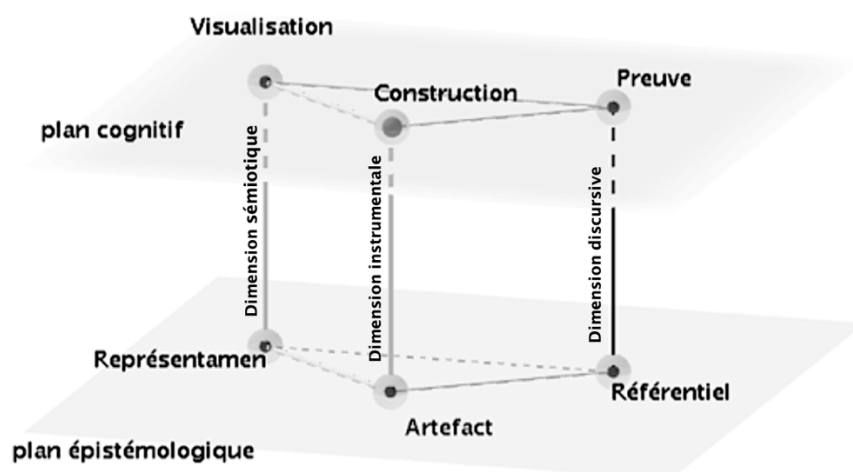 Visualisation
Preuve
Construction
plan cognitif
Dimension sémiotique
Dimension instrumentale
Dimension discursive
Représentamen
Référentiel
Artefact
plan épistémologique